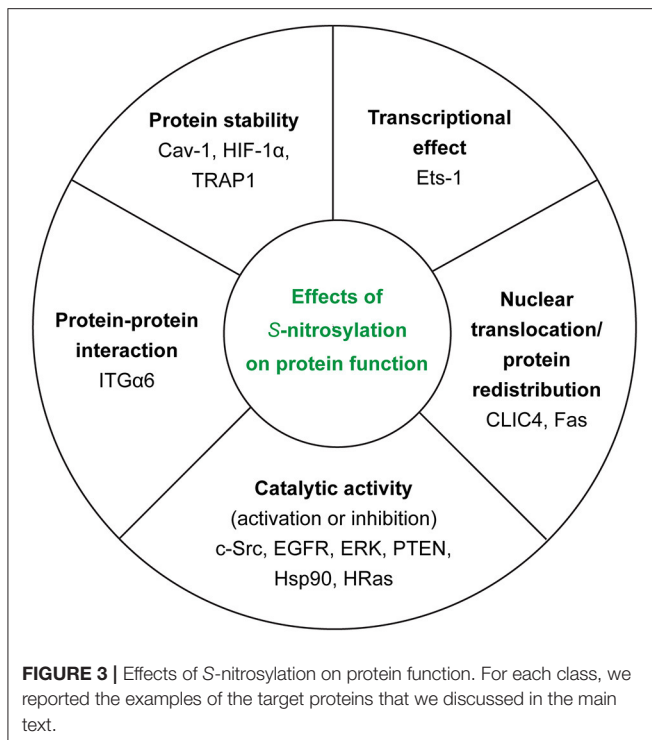 Protein stability
Cav-1, HIF-1α,
TRAP1
Transcriptional
effect
Ets-1
Protein-protein
interaction
ITGα6
Effects of
S-nitrosylation
on protein function
Nuclear
translocation/
protein
redistribution
CLIC4, Fas
Catalytic activity
(activation or inhibition)
c-Src, EGFR, ERK, PTEN,
Hsp90, HRas
FIGURE 3 | Effects of S-nitrosylation on protein function. For each class, we
reported the examples of the target proteins that we discussed in the main
text.